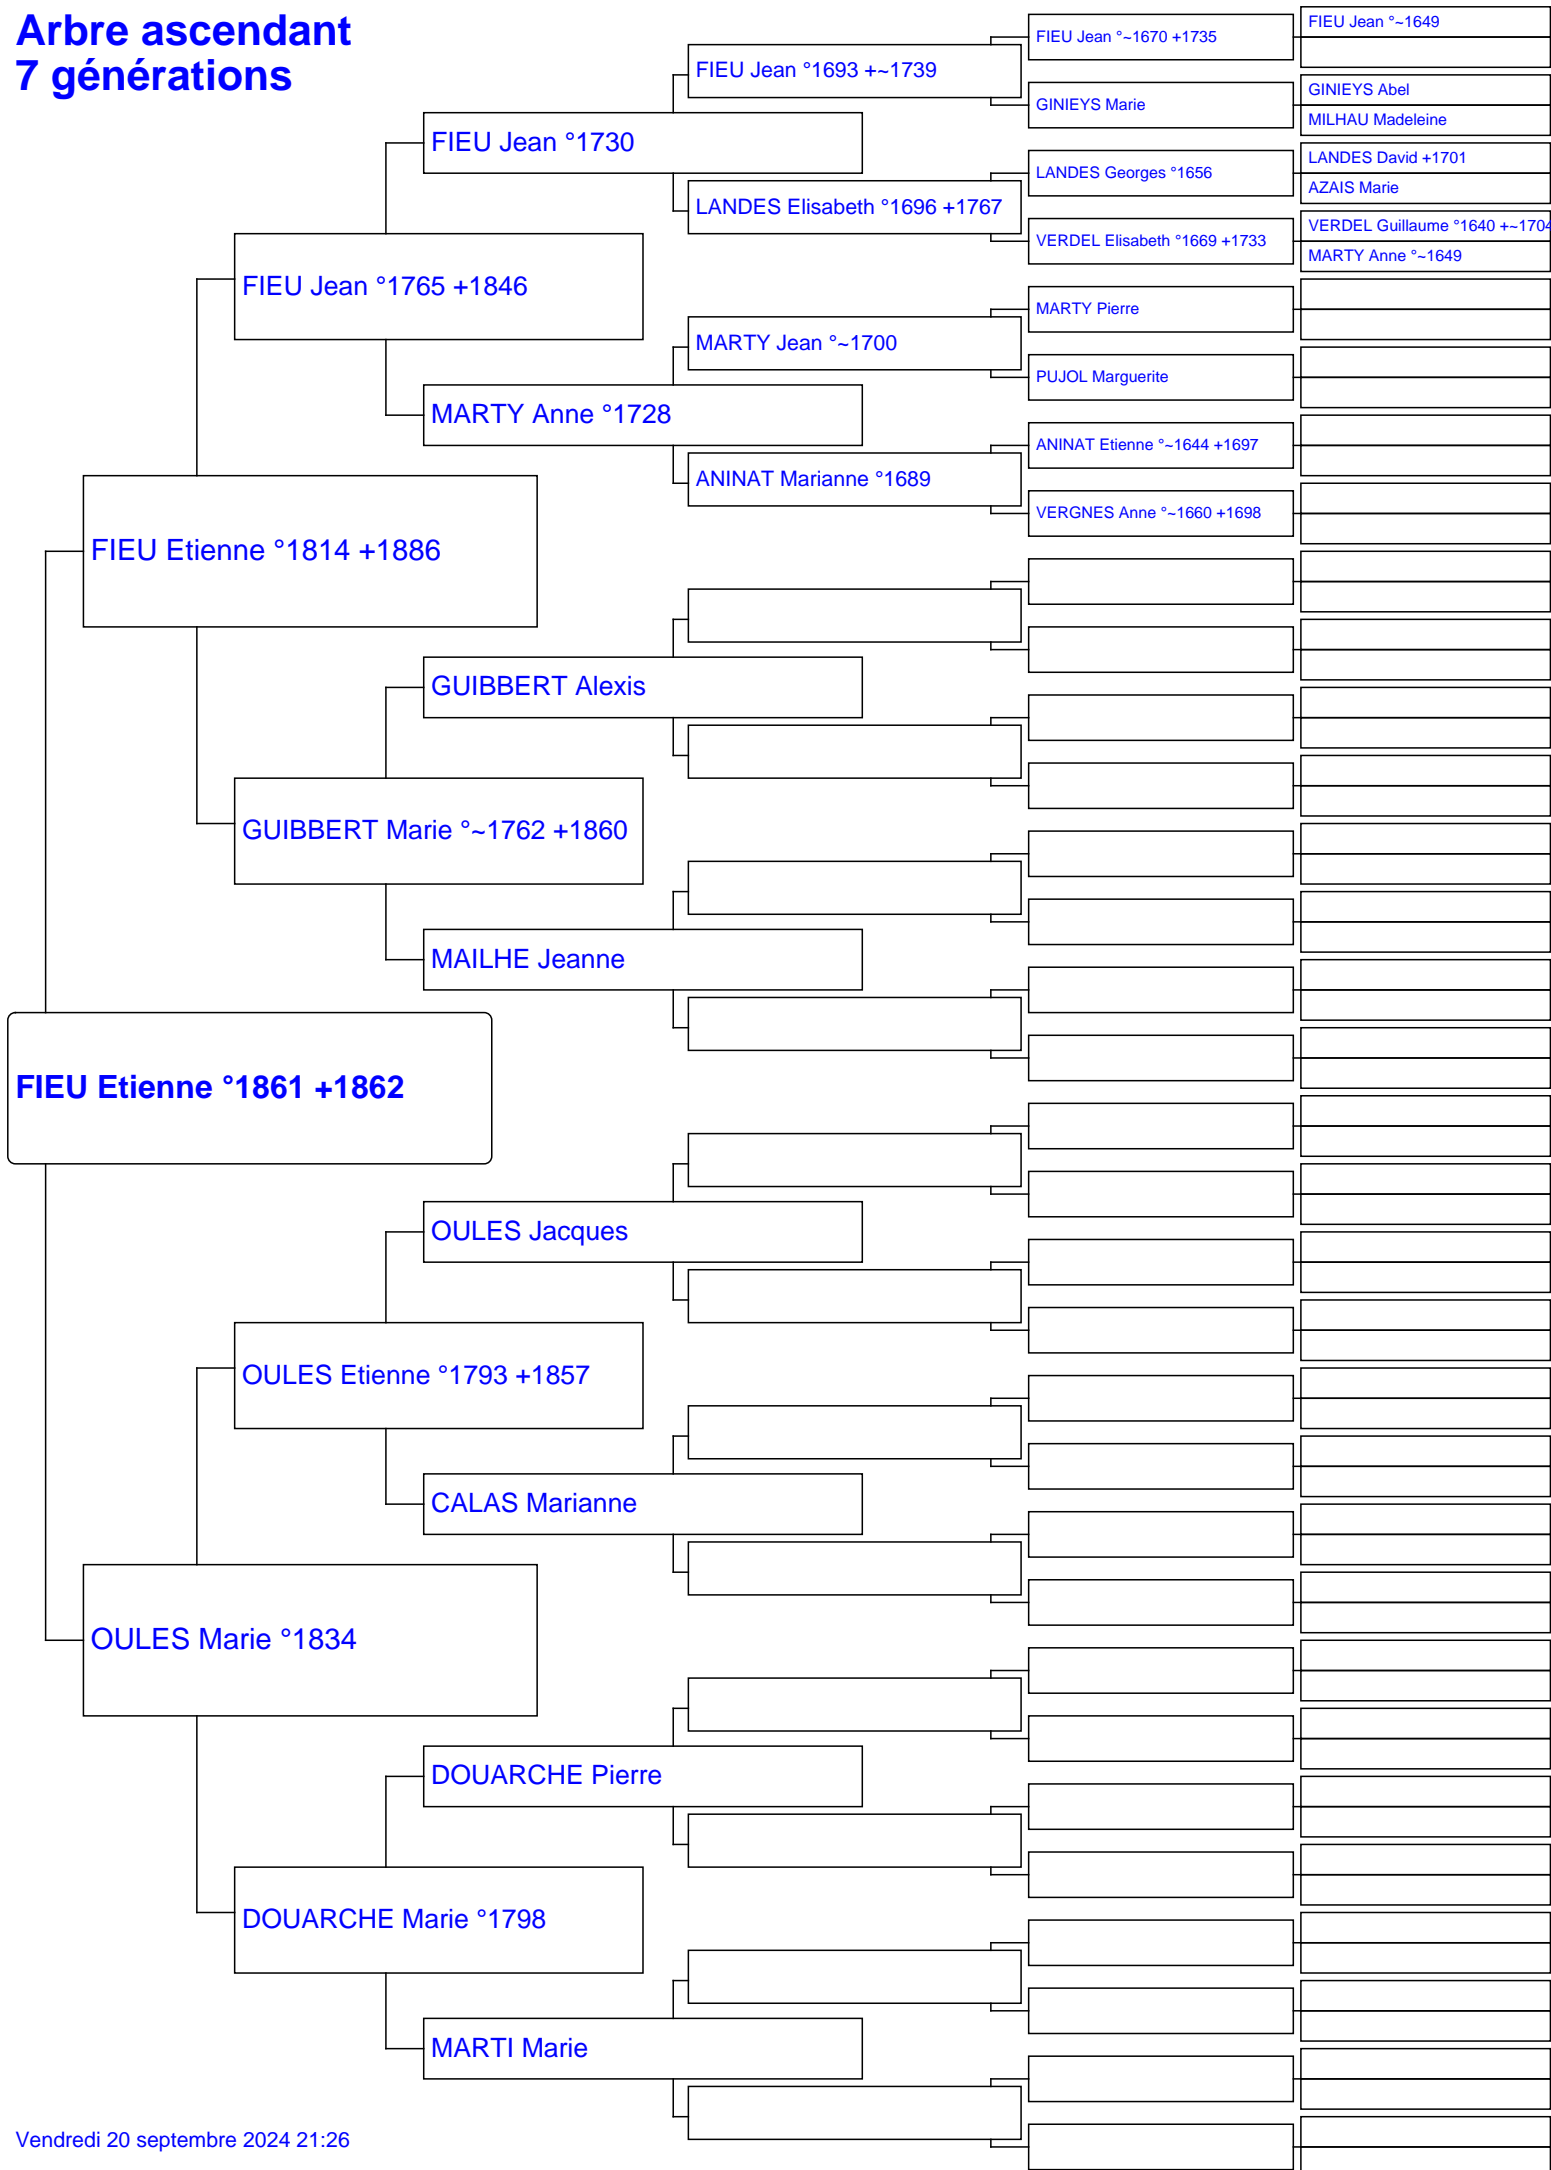 Arbre ascendant
7 générations
FIEU Jean °~1649
FIEU Jean °~1670 +1735
FIEU Jean °1693 +~1739
GINIEYS Abel
GINIEYS Marie
MILHAU Madeleine
FIEU Jean °1730
LANDES David +1701
LANDES Georges °1656
AZAIS Marie
LANDES Elisabeth °1696 +1767
VERDEL Guillaume °1640 +~1704
VERDEL Elisabeth °1669 +1733
MARTY Anne °~1649
FIEU Jean °1765 +1846
MARTY Pierre
MARTY Jean °~1700
PUJOL Marguerite
MARTY Anne °1728
ANINAT Etienne °~1644 +1697
ANINAT Marianne °1689
VERGNES Anne °~1660 +1698
FIEU Etienne °1814 +1886
GUIBBERT Alexis
GUIBBERT Marie °~1762 +1860
MAILHE Jeanne
FIEU Etienne °1861 +1862
OULES Jacques
OULES Etienne °1793 +1857
CALAS Marianne
OULES Marie °1834
DOUARCHE Pierre
DOUARCHE Marie °1798
MARTI Marie
Vendredi 20 septembre 2024 21:26